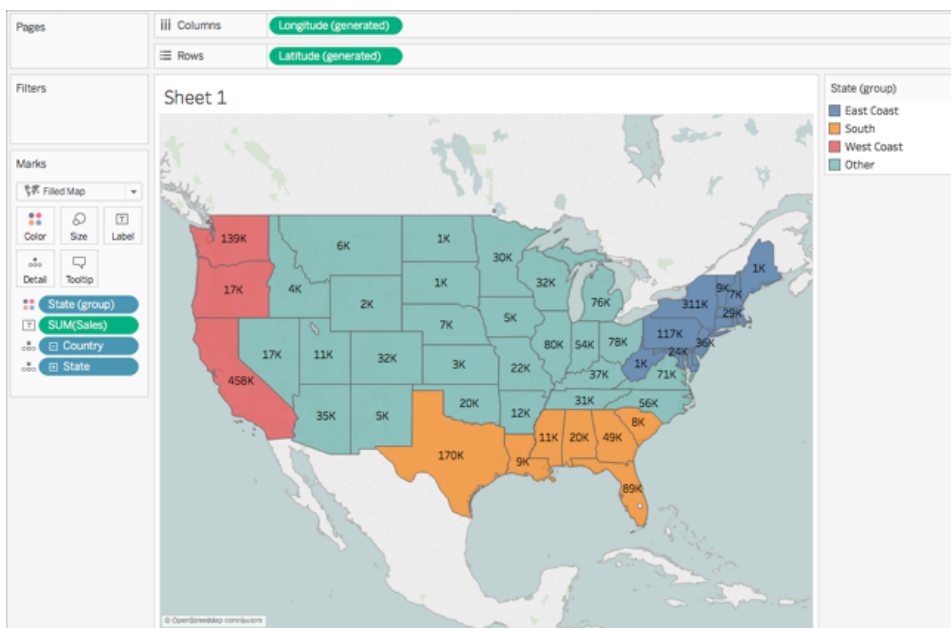 Pages
Columns
Longitude (generated)
Rows
Latitude (generated)
Filters
Marks
Filled Map
Color
Size
Label
Detail
Tooltip
State (group)
SUM(Sales)
Country
State
Sheet 1
139K
6K
1K
30K
1K
17K
4K
1K
32K
76K
9K
7K
311K
29K
2K
7K
5K
117K
36K
17K
11K
32K
3K
80K
54K
78K
24K
1K
71K
458K
22K
37K
35K
5K
20K
12K
31K
56K
170K
9K
11K
20K
49K
8K
89K
© OpenStreetMap contributors
State (group)
East Coast
South
West Coast
Other